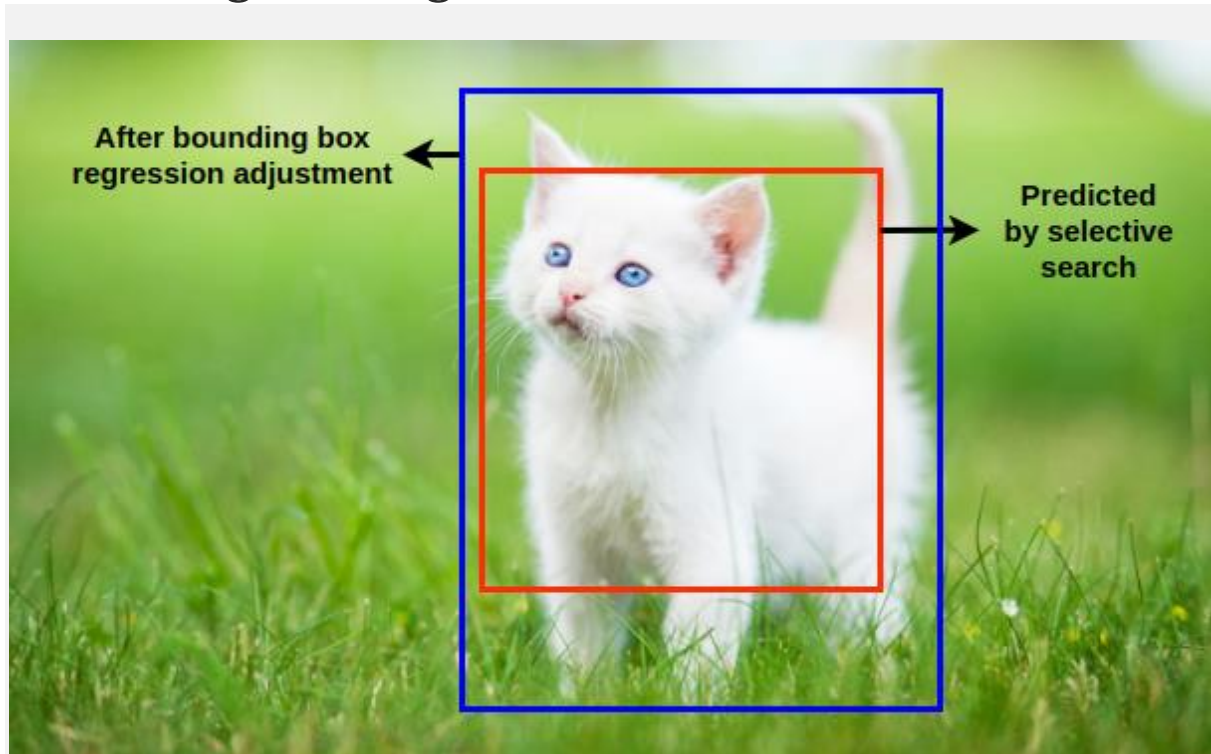 After bounding box
regression adjustment
Predicted
by selective
search